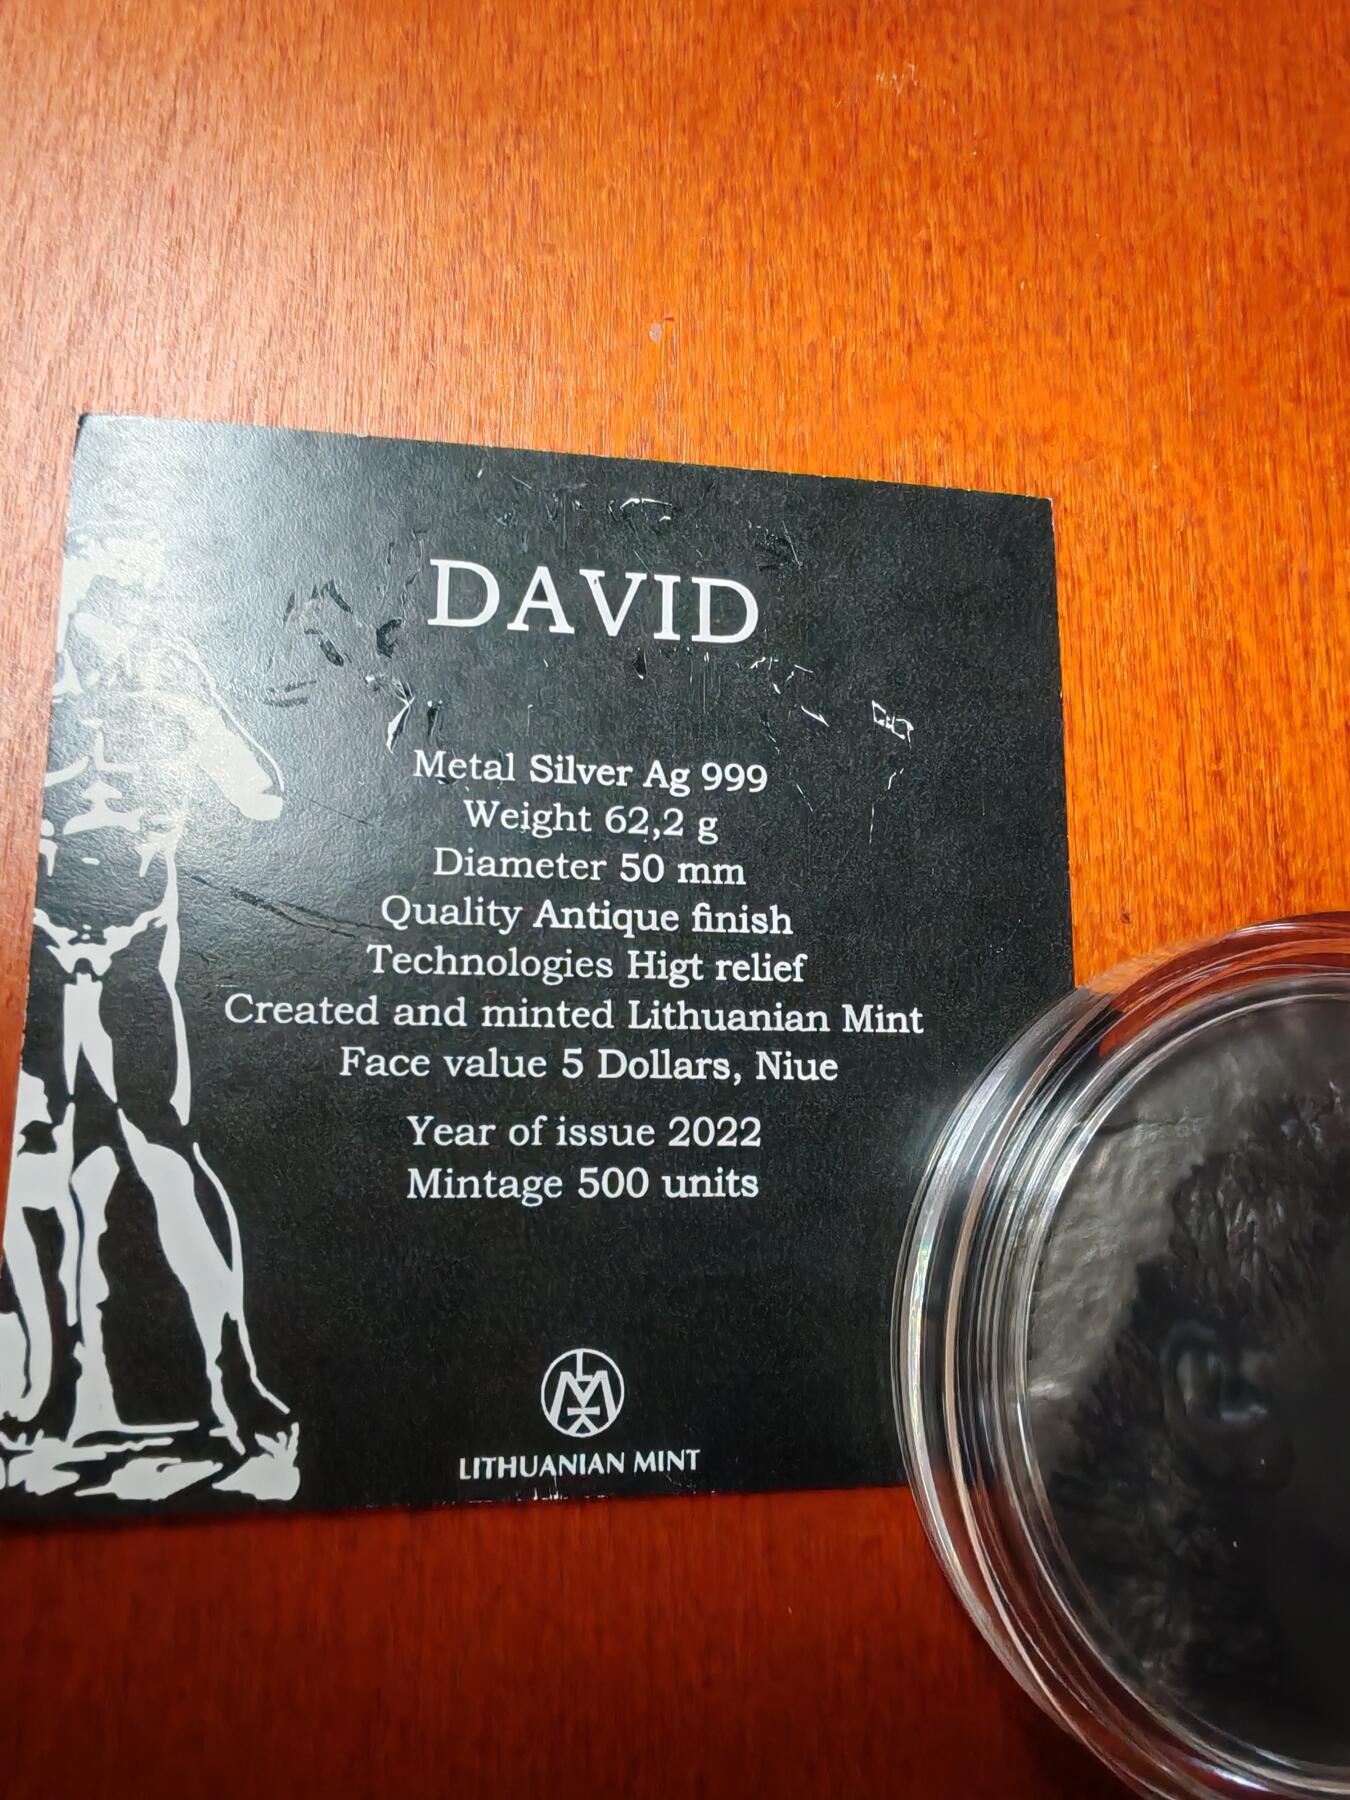 DAVID
Metal Silver Ag 999
Weight 62,2 g
Diameter 50 mm
Quality Antique finish
Technologies Higt relief
Created and minted Lithuanian Mint
Face value 5 Dollars, Niue
Year of issue 2022
Mintage 500 units
LM
LITHUANIAN MINT